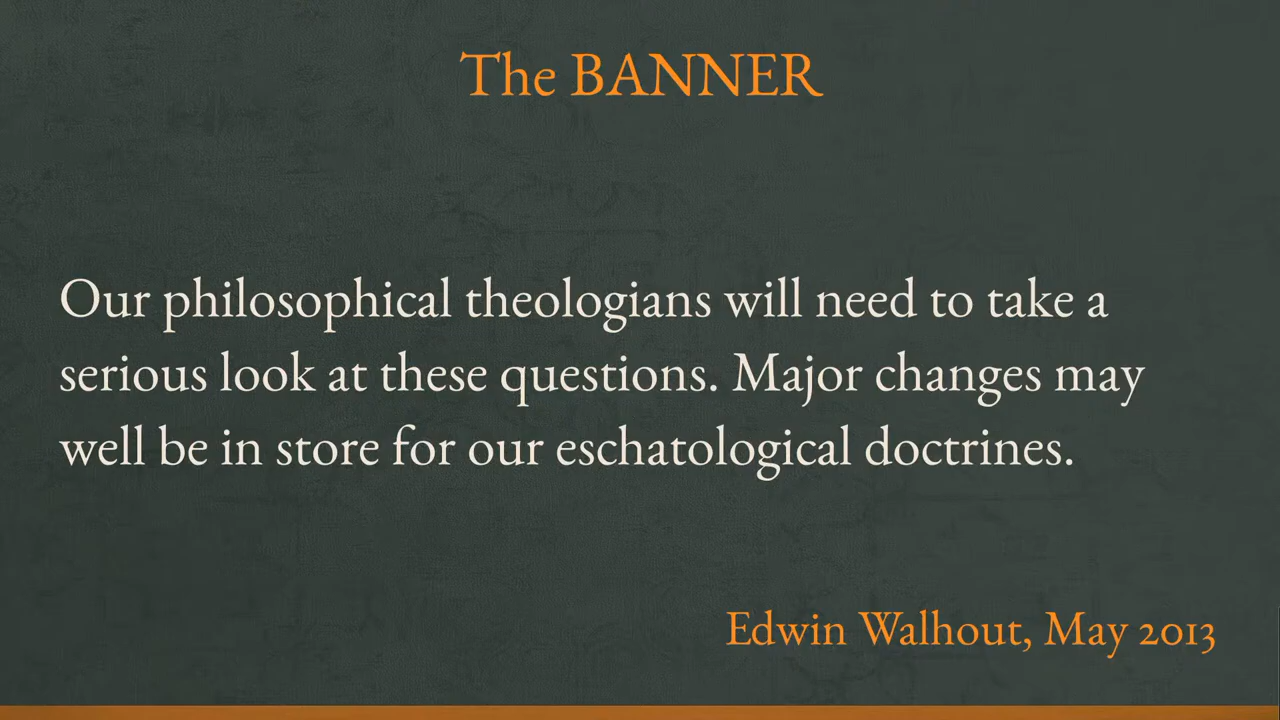 The BANNER
Our philosophical theologians will need to take a
serious look at these questions. Major changes may
well be in store for our eschatological doctrines.
Edwin Walhout, May 2013